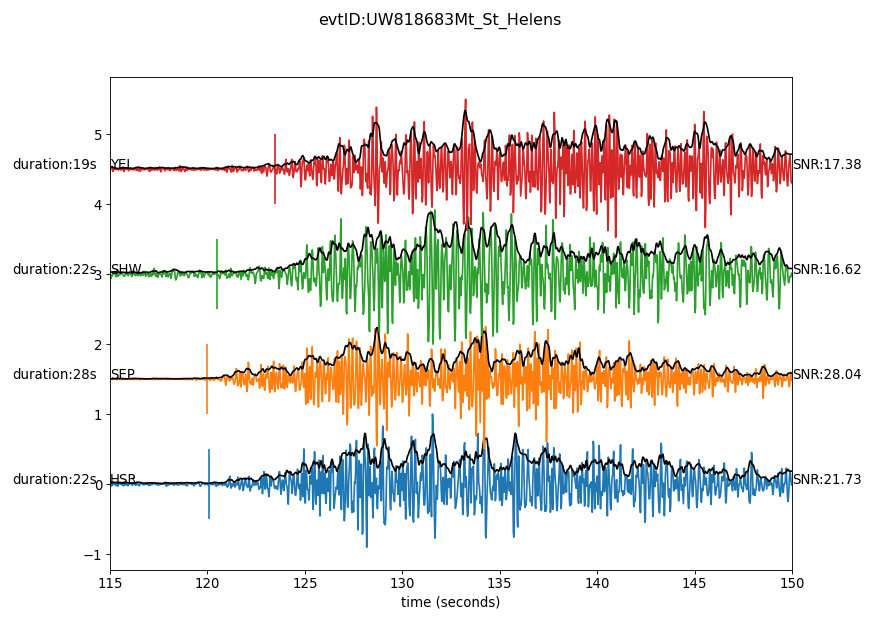 evtID:UW818683Mt_St_Helens
5
duration:19s YEL SNR:17.38
4
duration:22s SHW SNR:16.62
3
2
duration:28s SEP SNR:28.04
1
duration:22s HSR SNR:21.73
0
−1
115 120 125 130 135 140 145 150
time (seconds)